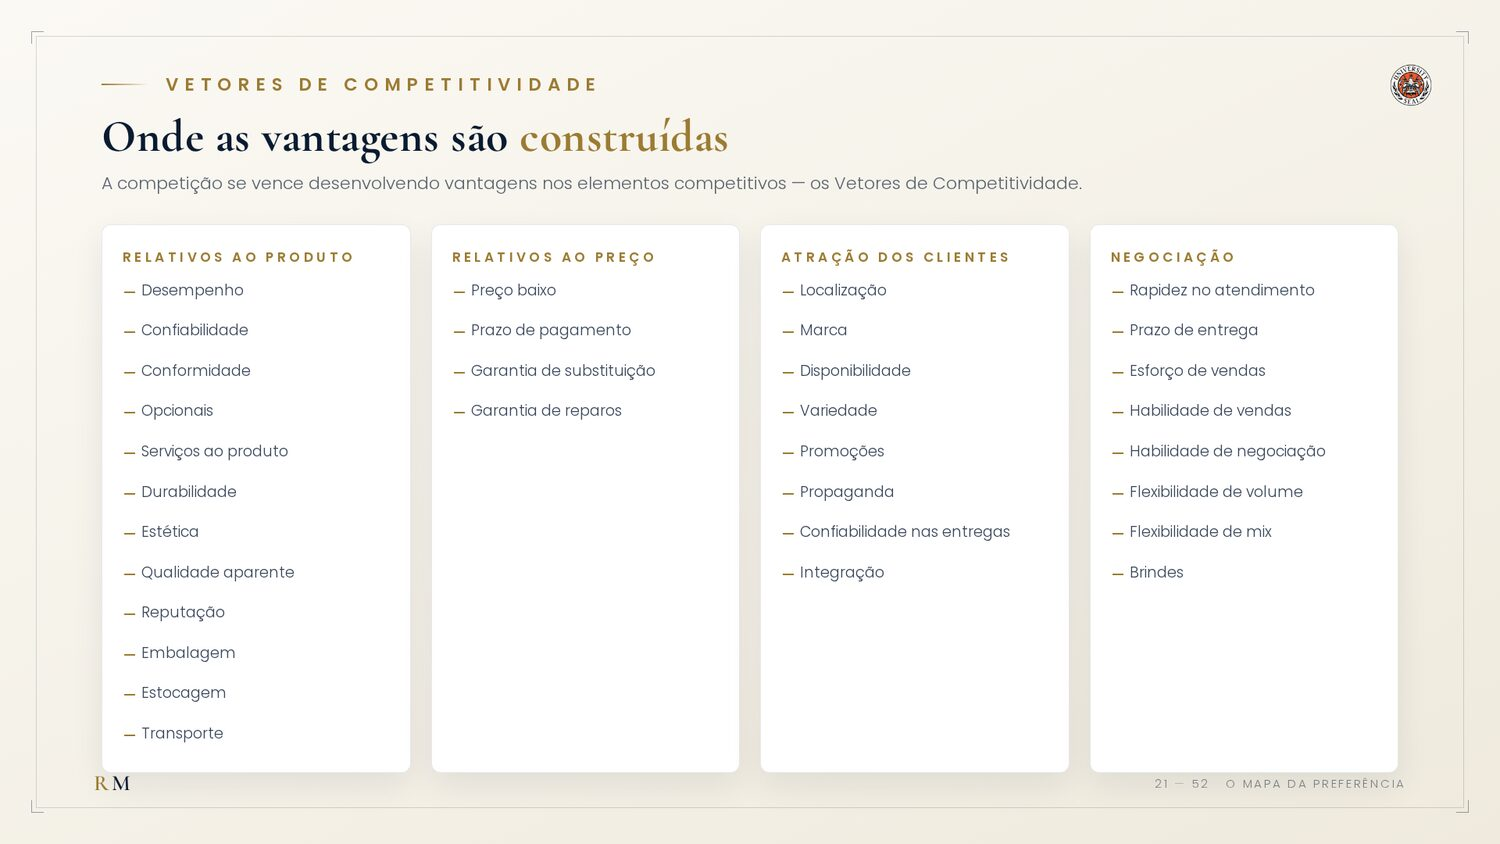 VETORES DE COMPETITIVIDADE
Onde as vantagens são construídas
A competição se vence desenvolvendo vantagens nos elementos competitivos — os Vetores de Competitividade.
RELATIVOS AO PRODUTO
— Desempenho
— Confiabilidade
— Conformidade
— Opcionais
— Serviços ao produto
— Durabilidade
— Estética
— Qualidade aparente
— Reputação
— Embalagem
— Estocagem
— Transporte
RELATIVOS AO PREÇO
— Preço baixo
— Prazo de pagamento
— Garantia de substituição
— Garantia de reparos
ATRAÇÃO DOS CLIENTES
— Localização
— Marca
— Disponibilidade
— Variedade
— Promoções
— Propaganda
— Confiabilidade nas entregas
— Integração
NEGOCIAÇÃO
— Rapidez no atendimento
— Prazo de entrega
— Esforço de vendas
— Habilidade de vendas
— Habilidade de negociação
— Flexibilidade de volume
— Flexibilidade de mix
— Brindes
RM
21 — 52 O MAPA DA PREFERÊNCIA